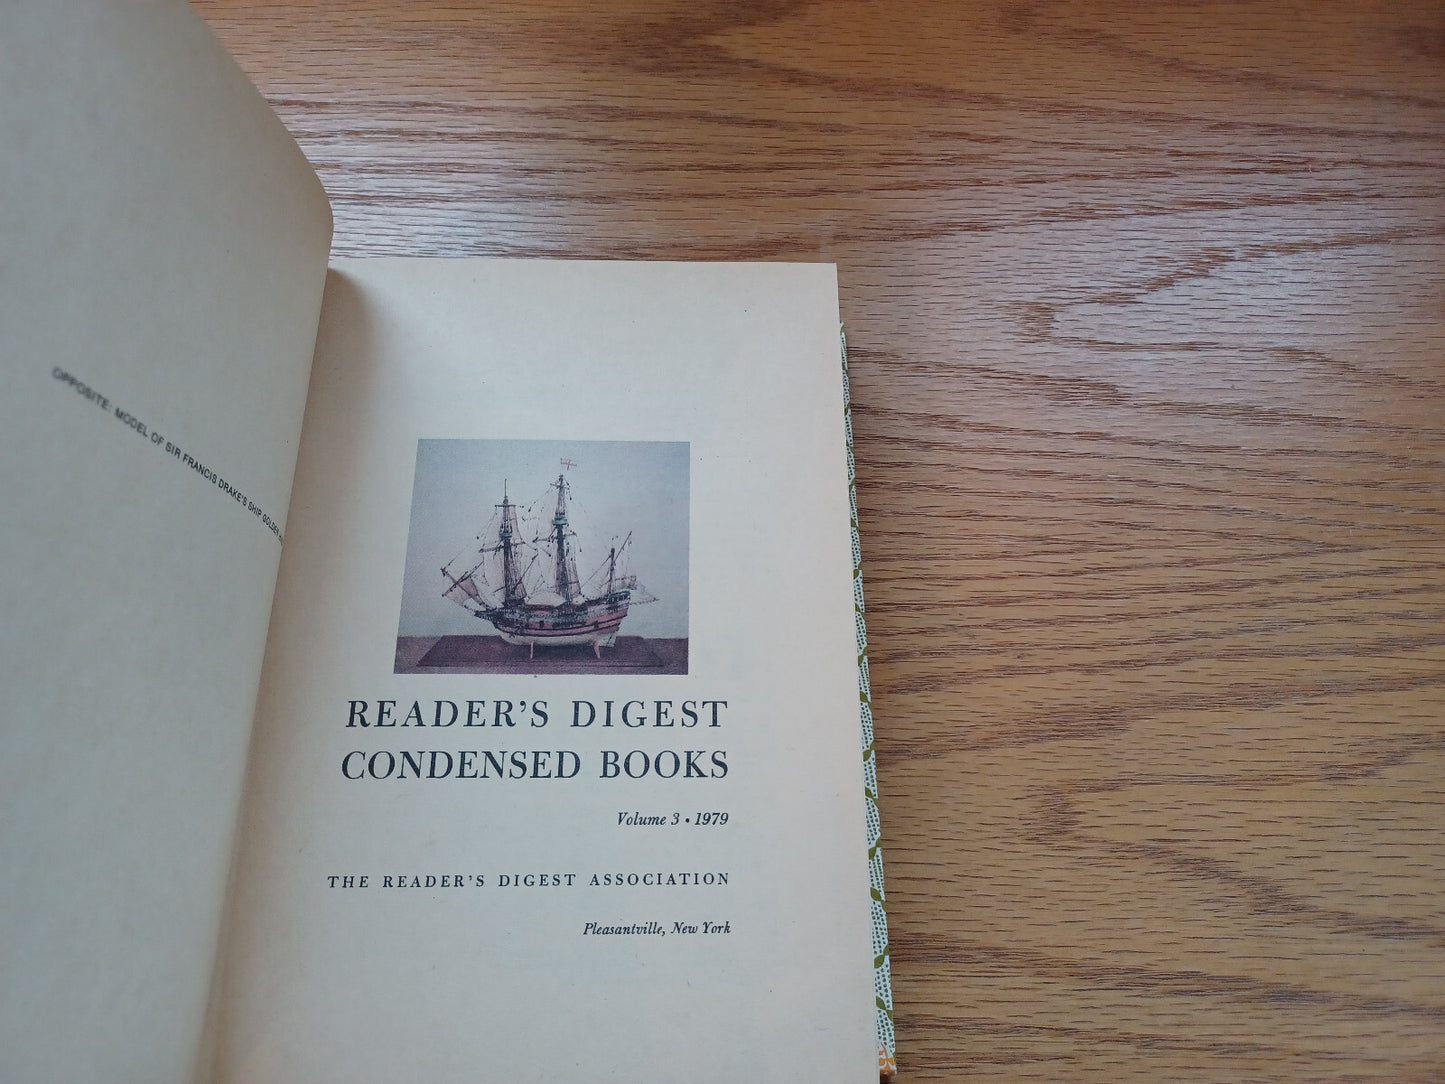 OPPOSITE: MODEL OF SIR FRANCIS DRAKE'S SHIP GOLDEN
READER'S DIGEST
CONDENSED BOOKS
Volume 3 • 1979
THE READER'S DIGEST ASSOCIATION
Pleasantville, New York